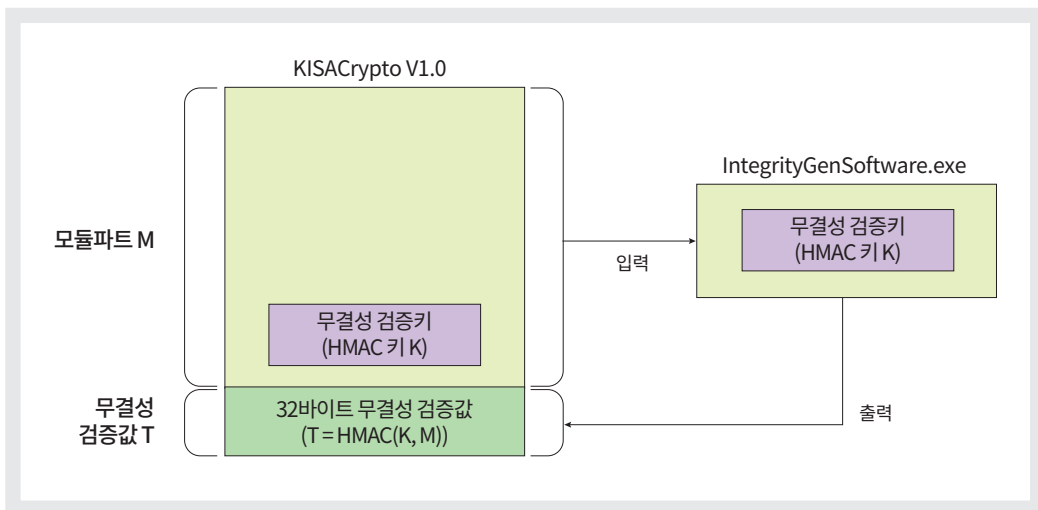 KISACrypto V1.0
모듈파트 M
무결성 검증키
(HMAC 키 K)
무결성
검증값 T
32바이트 무결성 검증값
(T = HMAC(K, M))
입력
IntegrityGenSoftware.exe
무결성 검증키
(HMAC 키 K)
출력